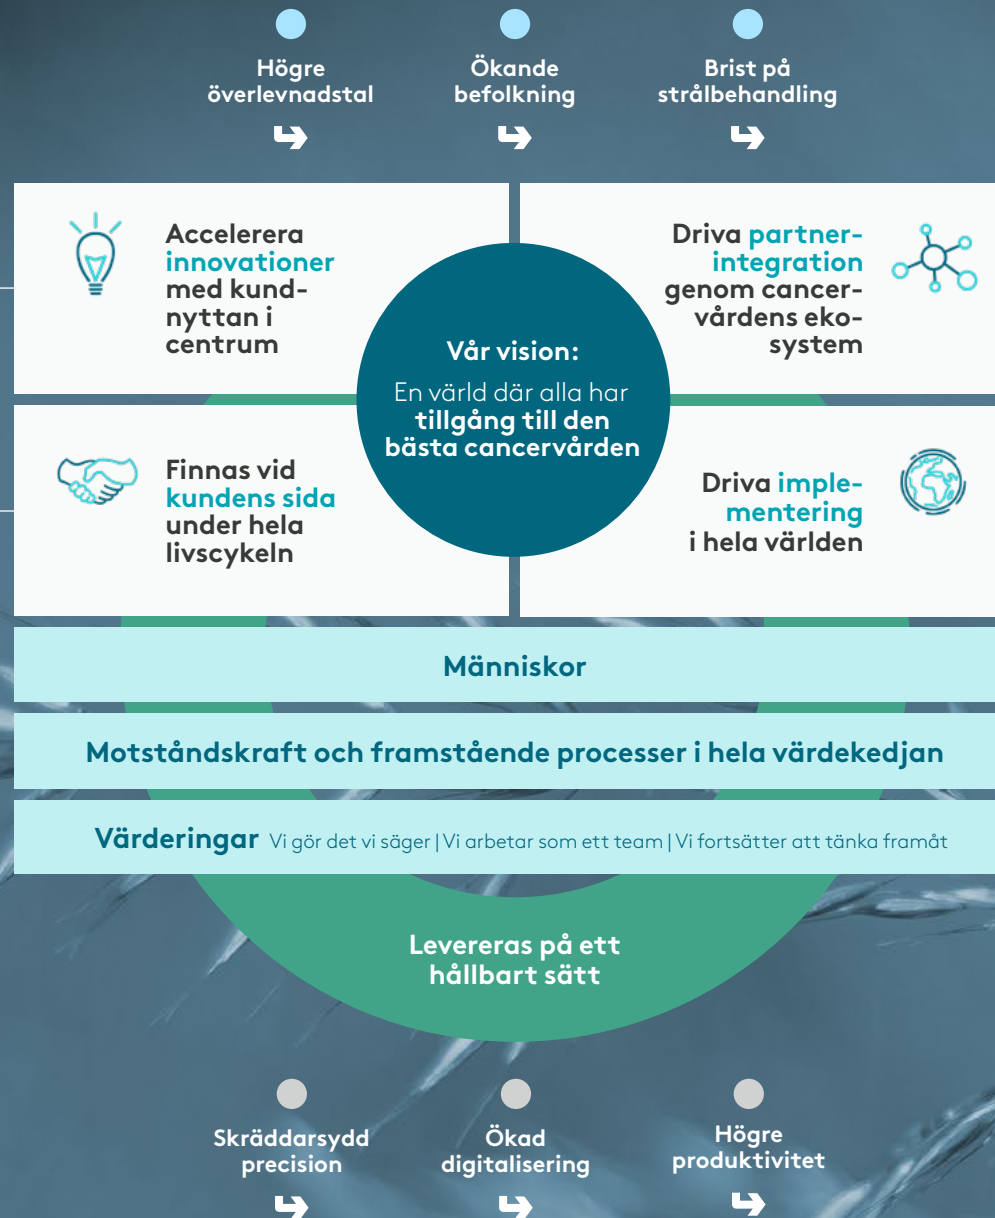 Högre
överlevnadstal
Ökande
befolkning
Brist på
strålbehandling
Accelerera
innovationer
med kund-
nyttan i
centrum
Driva partner-
integration
genom cancer-
vårdens eko-
system
Vår vision:
En värld där alla har
tillgång till den
bästa cancervården
Finnas vid
kundens sida
under hela
livscykeln
Driva imple-
mentering
i hela världen
Människor
Motståndskraft och framstående processer i hela värdekedjan
Värderingar Vi gör det vi säger | Vi arbetar som ett team | Vi fortsätter att tänka framåt
Levereras på ett
hållbart sätt
Skräddarsydd
precision
Ökad
digitalisering
Högre
produktivitet